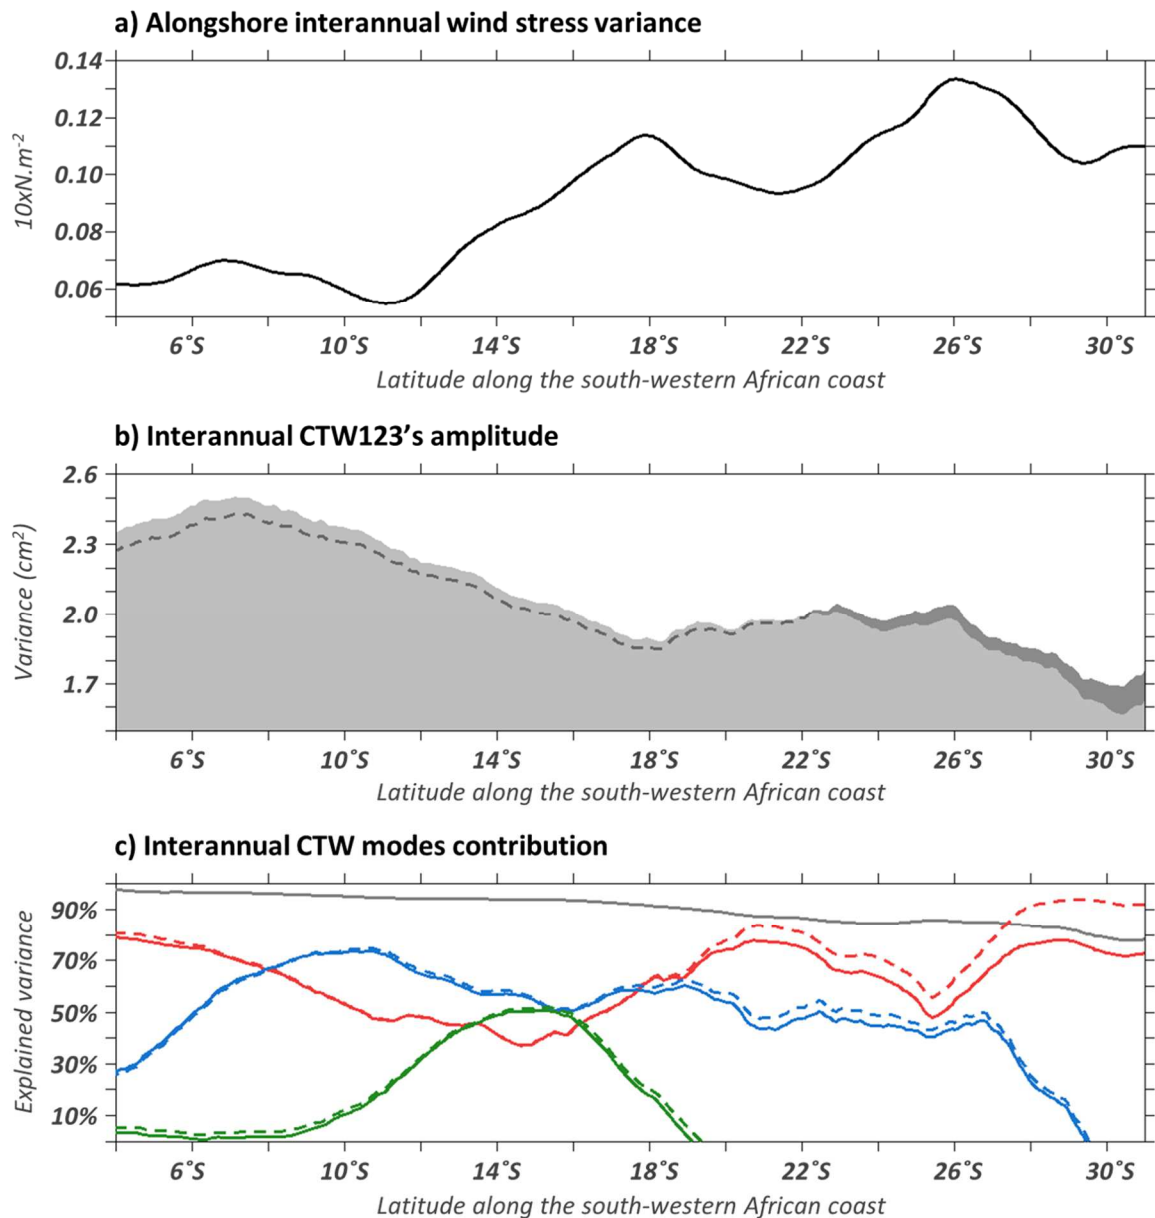 a) Alongshore interannual wind stress variance
0.14
0.12
0.10
0.08
0.06
10xN.m-2
6°S 10°S 14°S 18°S 22°S 26°S 30°S
Latitude along the south-western African coast
b) Interannual CTW123's amplitude
2.6
2.3
2.0
1.7
Variance (cm2)
6°S 10°S 14°S 18°S 22°S 26°S 30°S
Latitude along the south-western African coast
c) Interannual CTW modes contribution
90%
70%
50%
30%
10%
Explained variance
6°S 10°S 14°S 18°S 22°S 26°S 30°S
Latitude along the south-western African coast